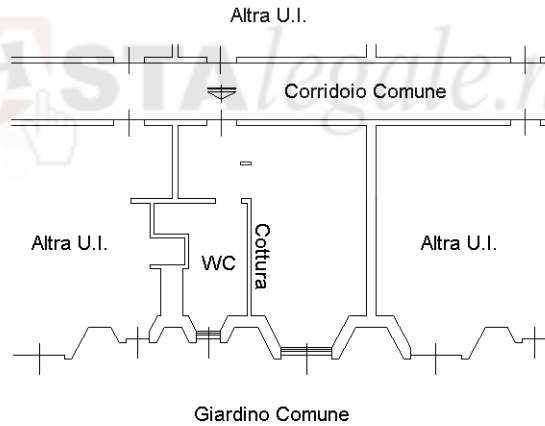 Altra U.I.
ASTAlegale.n
Corridoio Comune
Altra U.I.
WC
Cottura
Altra U.I.
Giardino Comune